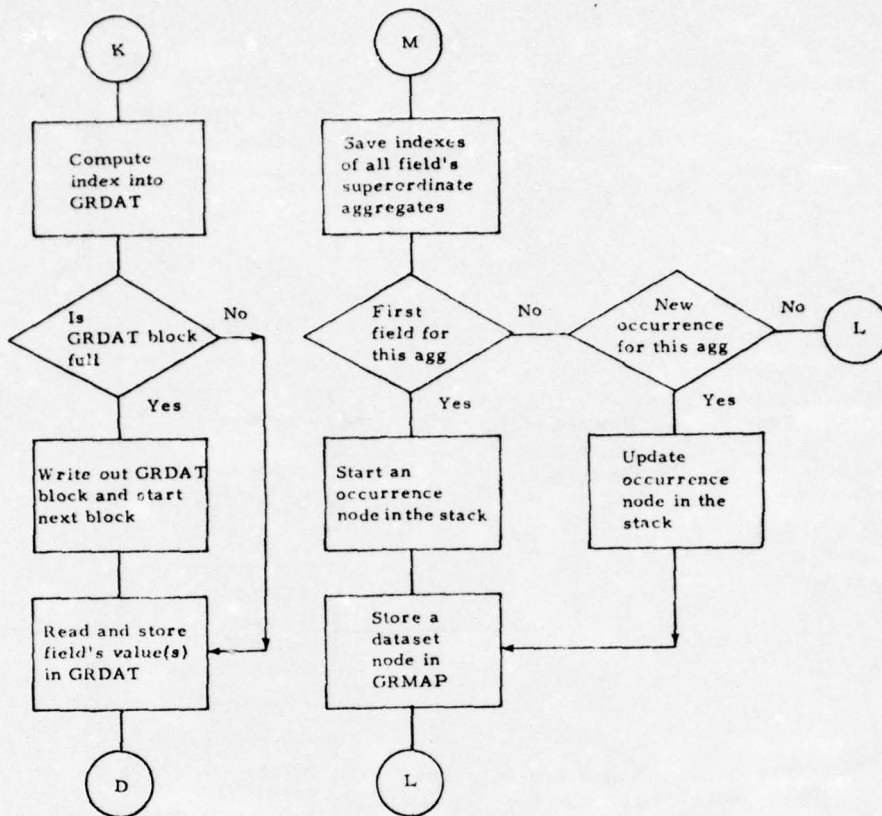 K
Compute
index into
GRDAT
Is
GRDAT block
full
No
Yes
Write out GRDAT
block and start
next block
Read and store
field's value(s)
in GRDAT
D
M
Save indexes
of all field's
superordinate
aggregates
First
field for
this agg
No
Yes
New
occurrence
for this agg
No
L
Yes
Start an
occurrence
node in the stack
Update
occurrence
node in the
stack
Store a
dataset
node in
GRMAP
L